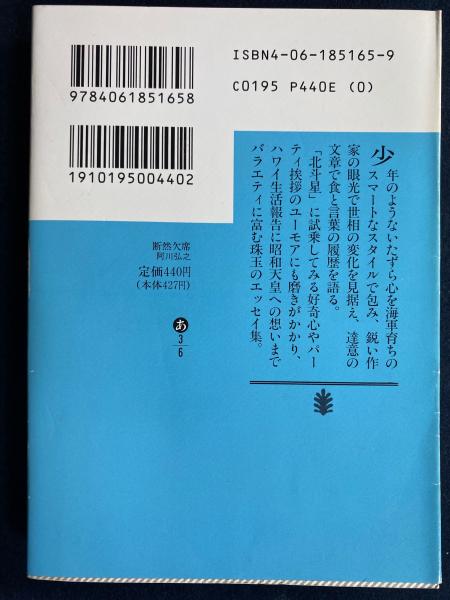 ISBN4-06-185165-9
C0195 P440E (0)
9784061851658
1910195004402
少年のようないたずら心を海軍育ちの
スマートなスタイルで包み、鋭い作
家の眼光で世相の変化を見据え、達意の
文章で食と言葉の履歴を語る。
「北斗星」に試乗してみる好奇心やパー
ティ挨拶のユーモアにも磨きがかかり、
ハワイ生活報告に昭和天皇への想いまで
バラエティに富む珠玉のエッセイ集。
断然欠席
阿川弘之
定価440円
(本体427円)
あ
3
6